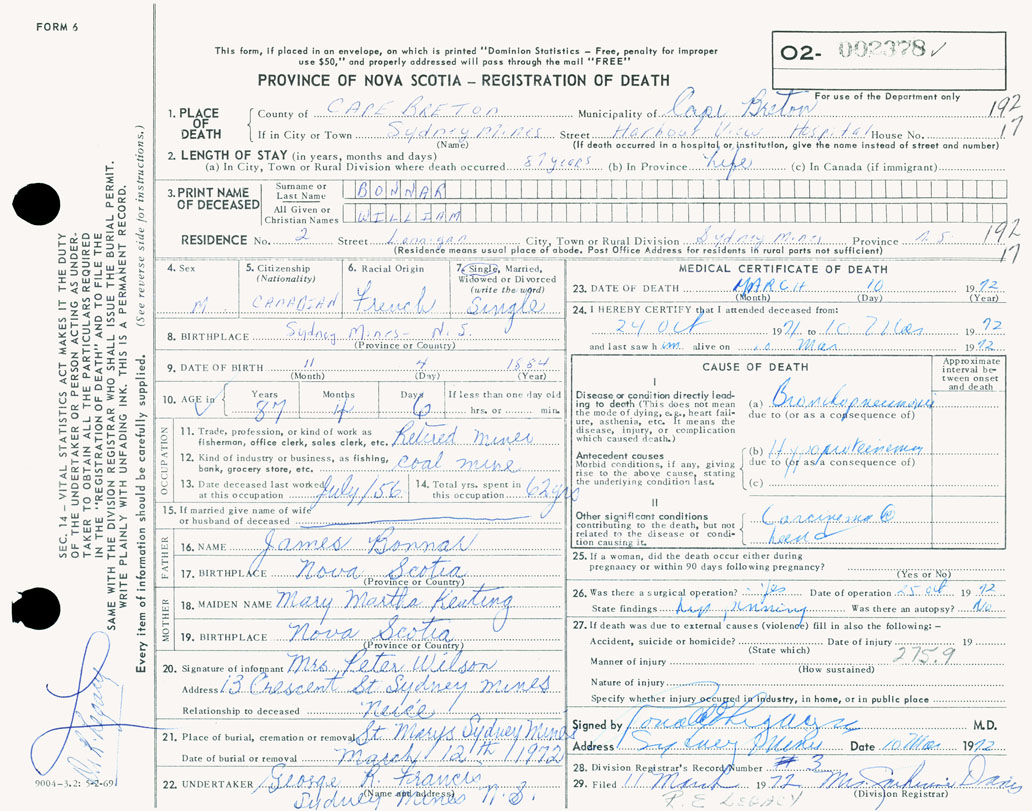 FORM 6
This form, if placed in an envelope, on which is printed "Dominion Statistics — Free, penalty for improper
use $50," and properly addressed will pass through the mail "FREE"
PROVINCE OF NOVA SCOTIA — REGISTRATION OF DEATH
O2- 002378 ✓
For use of the Department only
1. PLACE OF DEATH County of CAPE BRETON Municipality of Cape Breton 192
If in City or Town Sydney Mines Street Harbour View Hospital House No. 17
(Name) (If death occurred in a hospital or institution, give the name instead of street and number)
2. LENGTH OF STAY (in years, months and days)
(a) In City, Town or Rural Division where death occurred 87 years (b) In Province Life (c) In Canada (if immigrant)
3. PRINT NAME OF DECEASED Surname or Last Name BONNAR
All Given or Christian Names WILLIAM
RESIDENCE No. 2 Street City, Town or Rural Division Sydney Mines Province N.S. 192
(Residence means usual place of abode. Post Office Address for residents in rural parts not sufficient) 17
4. Sex M. 5. Citizenship (Nationality) CANADIAN 6. Racial Origin French 7. Single, Married, Widowed or Divorced (write the word) Single
8. BIRTHPLACE Sydney Mines - N.S.
(Province or Country)
9. DATE OF BIRTH 11 4 1884
(Month) (Day) (Year)
10. AGE in Years 87 Months 4 Days 6 If less than one day old hrs. or min.
OCCUPATION
11. Trade, profession or kind of work as fisherman, office clerk, sales clerk, etc. Retired Miner
12. Kind of industry or business, as fishing, bank, grocery store, etc. coal mine
13. Date deceased last worked at this occupation July/56 14. Total yrs. spent in this occupation 62 yrs
15. If married give name of wife or husband of deceased
FATHER
16. NAME James Bonnar
17. BIRTHPLACE Nova Scotia
(Province or Country)
MOTHER
18. MAIDEN NAME Mary Martha Keating
19. BIRTHPLACE Nova Scotia
(Province or Country)
20. Signature of informant Mrs. Peter Wilson
Address 13 Crescent St Sydney Mines
Relationship to deceased Neice
21. Place of burial, cremation or removal St Marys Sydney Mines
Date of burial or removal March 12th 1972
22. UNDERTAKER George R. Francis
(Name and address)
Sydney Mines N.S.
MEDICAL CERTIFICATE OF DEATH
23. DATE OF DEATH MARCH 10 1972
(Month) (Day) (Year)
24. I HEREBY CERTIFY that I attended deceased from:
24 Oct 1971 to 10 Mar 1972
and last saw him alive on 10 Mar 1972
CAUSE OF DEATH
Approximate interval between onset and death
I
Disease or condition directly leading to death (This does not mean the mode of dying, e.g., heart failure, asthenia, etc. It means the disease, injury, or complication which caused death.)
(a) Bronchopneumonia
due to (or as a consequence of)
Antecedent causes
Morbid conditions, if any, giving rise to the above cause, stating the underlying condition last.
(b) Hypoproteinemia
due to (or as a consequence of)
(c)
II
Other significant conditions contributing to the death, but not related to the disease or condition causing it.
Carcinoma
25. If a woman, did the death occur either during pregnancy or within 90 days following pregnancy?
(Yes or No)
26. Was there a surgical operation? Yes Date of operation 25 Oct 1972
State findings hip pinning Was there an autopsy? No
27. If death was due to external causes (violence) fill in also the following: —
Accident, suicide or homicide? Date of injury 19
(State which) 275.9
Manner of injury
(How sustained)
Nature of injury
Specify whether injury occurred in industry, in home, or in public place
Signed by M.D.
Address Sydney Mines Date 10 Mar 1972
28. Division Registrar's Record Number # 3
29. Filed 11 March 1972 Mrs. Davis
(Division Registrar)
R.E. LEGACY
SEC. 14 — VITAL STATISTICS ACT MAKES IT THE DUTY
OF THE UNDERTAKER OR PERSON ACTING AS UNDER-
TAKER TO OBTAIN ALL THE PARTICULARS REQUIRED
IN THE "REGISTRATION OF DEATH" AND TO FILE THE
SAME WITH THE DIVISION REGISTRAR WHO SHALL ISSUE THE BURIAL PERMIT.
WRITE PLAINLY WITH UNFADING INK. THIS IS A PERMANENT RECORD.
Every item of information should be carefully supplied. (See reverse side for instructions.)
9004-3.2: 5-2-69